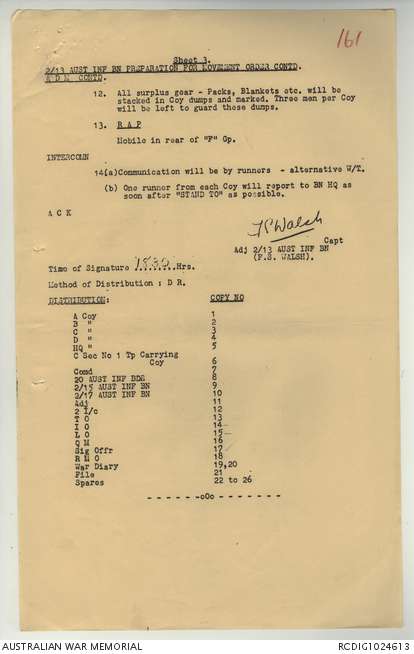 161
Sheet 3.
2/13 AUST INF BN PREPARATION FOR MOVEMENT ORDER CONTD.
A D M CONTD.
12. All surplus gear - Packs, Blankets etc. will be
stacked in Coy dumps and marked. Three men per Coy
will be left to guard these dumps.
13. R A P
Mobile in rear of "F" Gp.
INTERCOMN
14(a) Communication will be by runners - alternative W/T.
(b) One runner from each Coy will report to BN HQ as
soon after "STAND TO" as possible.
A C K
F S Walsh
Capt
Adj 2/13 AUST INF BN
(F.S. WALSH).
Time of Signature 1830 Hrs.
Method of Distribution : D R.
DISTRIBUTION: COPY NO
A Coy 1
B " 2
C " 3
D " 4
HQ " 5
C Sec No 1 Tp Carrying
Coy 6
Comd 7
20 AUST INF BDE 8
2/15 AUST INF BN 9
2/17 AUST INF BN 10
Adj 11
2 I/c 12
T O 13
I O 14
L O 15
Q M 16
Sig Offr 17
R M O 18
War Diary 19,20
File 21
Spares 22 to 26
- - - - - -o0o- - - - - - -
AUSTRALIAN WAR MEMORIAL
RCDIG1024613